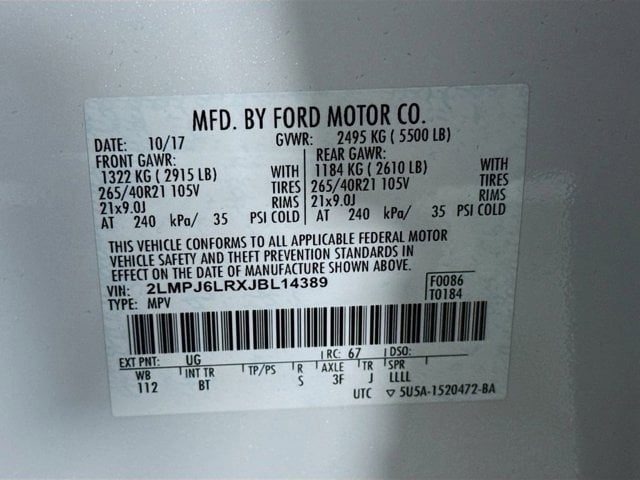 MFD. BY FORD MOTOR CO.
DATE: 10/17 GVWR: 2495 KG ( 5500 LB)
FRONT GAWR: REAR GAWR:
1322 KG ( 2915 LB) WITH 1184 KG ( 2610 LB) WITH
265/40R21 105V TIRES 265/40R21 105V TIRES
21x9.0J RIMS 21x9.0J RIMS
AT 240 kPa/ 35 PSI COLD AT 240 kPa/ 35 PSI COLD
THIS VEHICLE CONFORMS TO ALL APPLICABLE FEDERAL MOTOR
VEHICLE SAFETY AND THEFT PREVENTION STANDARDS IN
EFFECT ON THE DATE OF MANUFACTURE SHOWN ABOVE.
VIN: 2LMPJ6LRXJBL14389 F0086
TYPE: MPV T0184
EXT PNT: UG RC: 67 DSO:
WB INT TR TP/PS R AXLE TR SPR
112 BT S 3F J LLLL
UTC ▽ 5U5A-1520472-BA